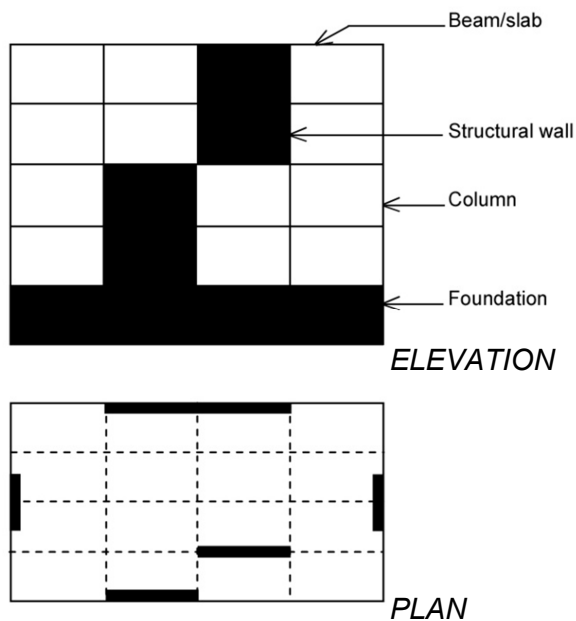 Beam/slab
Structural wall
Column
Foundation
ELEVATION
PLAN